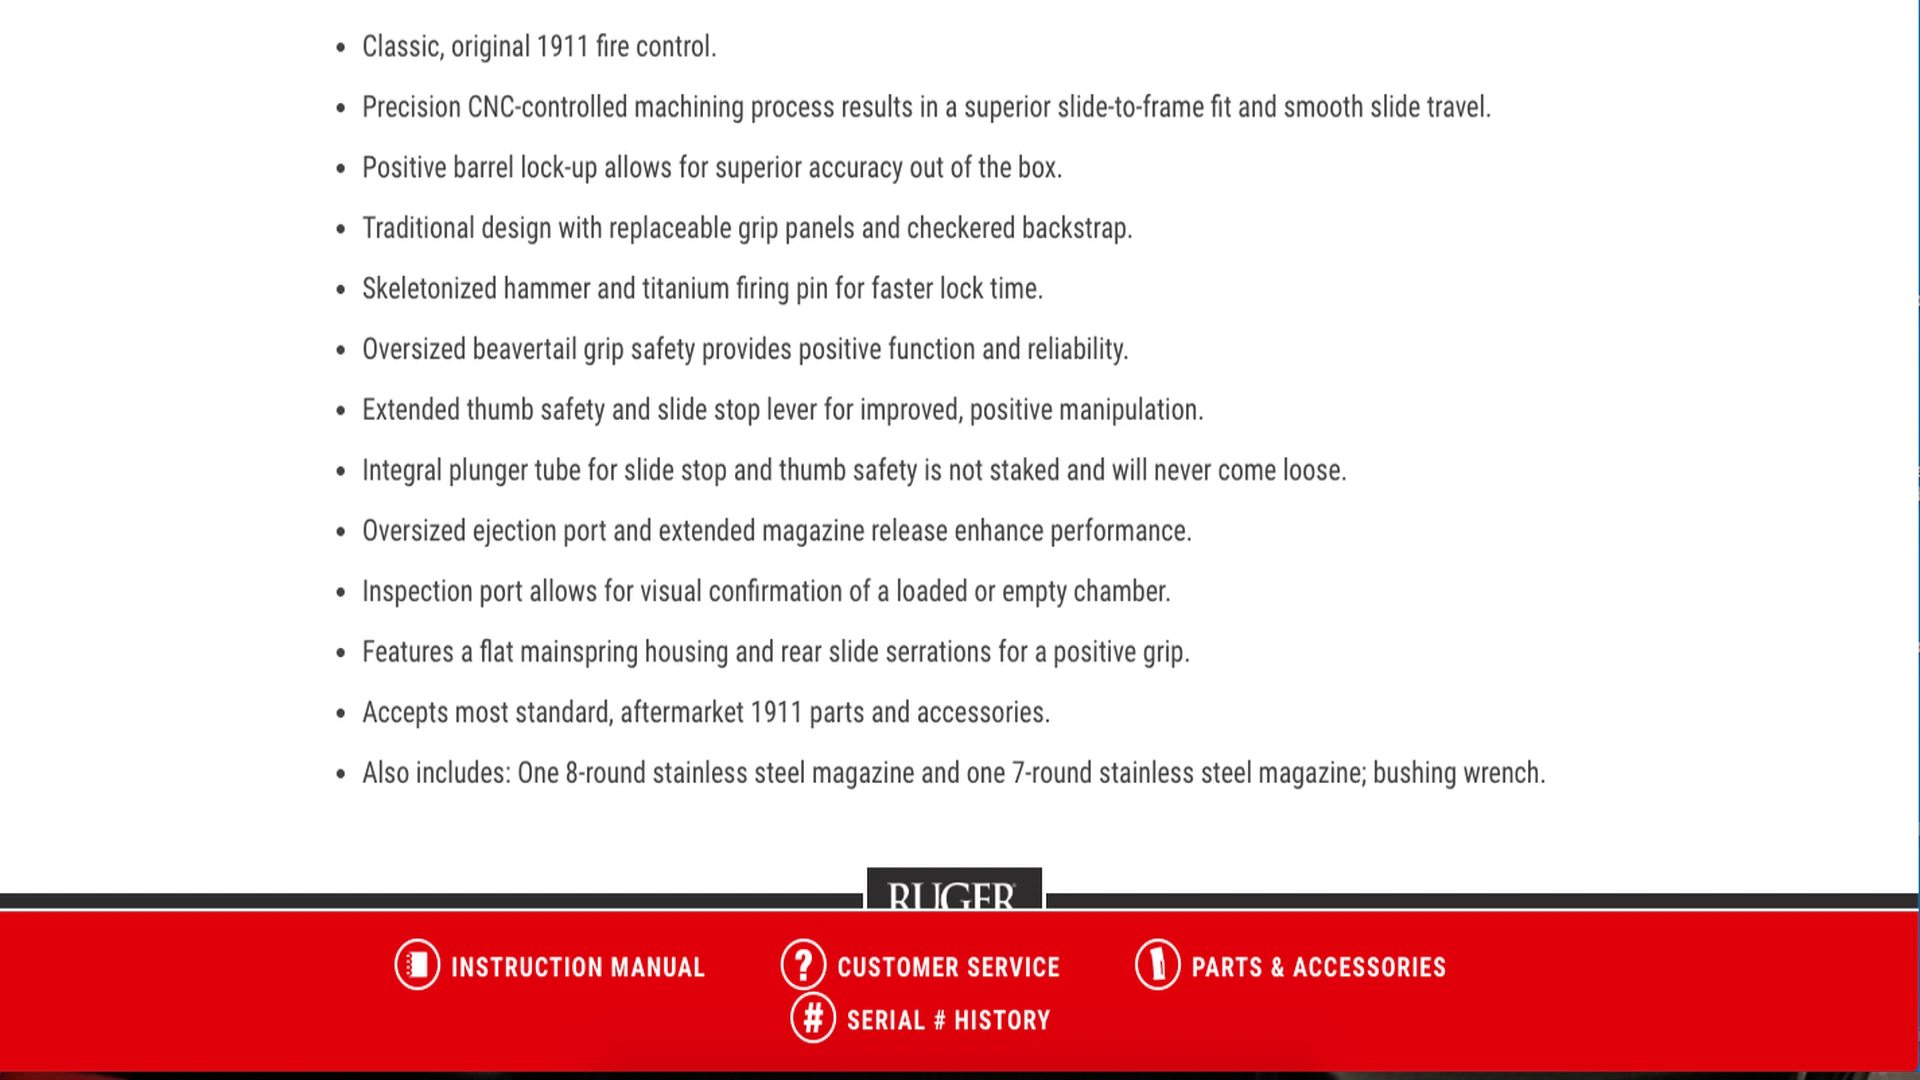 • Classic, original 1911 fire control.
• Precision CNC-controlled machining process results in a superior slide-to-frame fit and smooth slide travel.
• Positive barrel lock-up allows for superior accuracy out of the box.
• Traditional design with replaceable grip panels and checkered backstrap.
• Skeletonized hammer and titanium firing pin for faster lock time.
• Oversized beavertail grip safety provides positive function and reliability.
• Extended thumb safety and slide stop lever for improved, positive manipulation.
• Integral plunger tube for slide stop and thumb safety is not staked and will never come loose.
• Oversized ejection port and extended magazine release enhance performance.
• Inspection port allows for visual confirmation of a loaded or empty chamber.
• Features a flat mainspring housing and rear slide serrations for a positive grip.
• Accepts most standard, aftermarket 1911 parts and accessories.
• Also includes: One 8-round stainless steel magazine and one 7-round stainless steel magazine; bushing wrench.
RUGER
INSTRUCTION MANUAL
? CUSTOMER SERVICE
PARTS & ACCESSORIES
# SERIAL # HISTORY